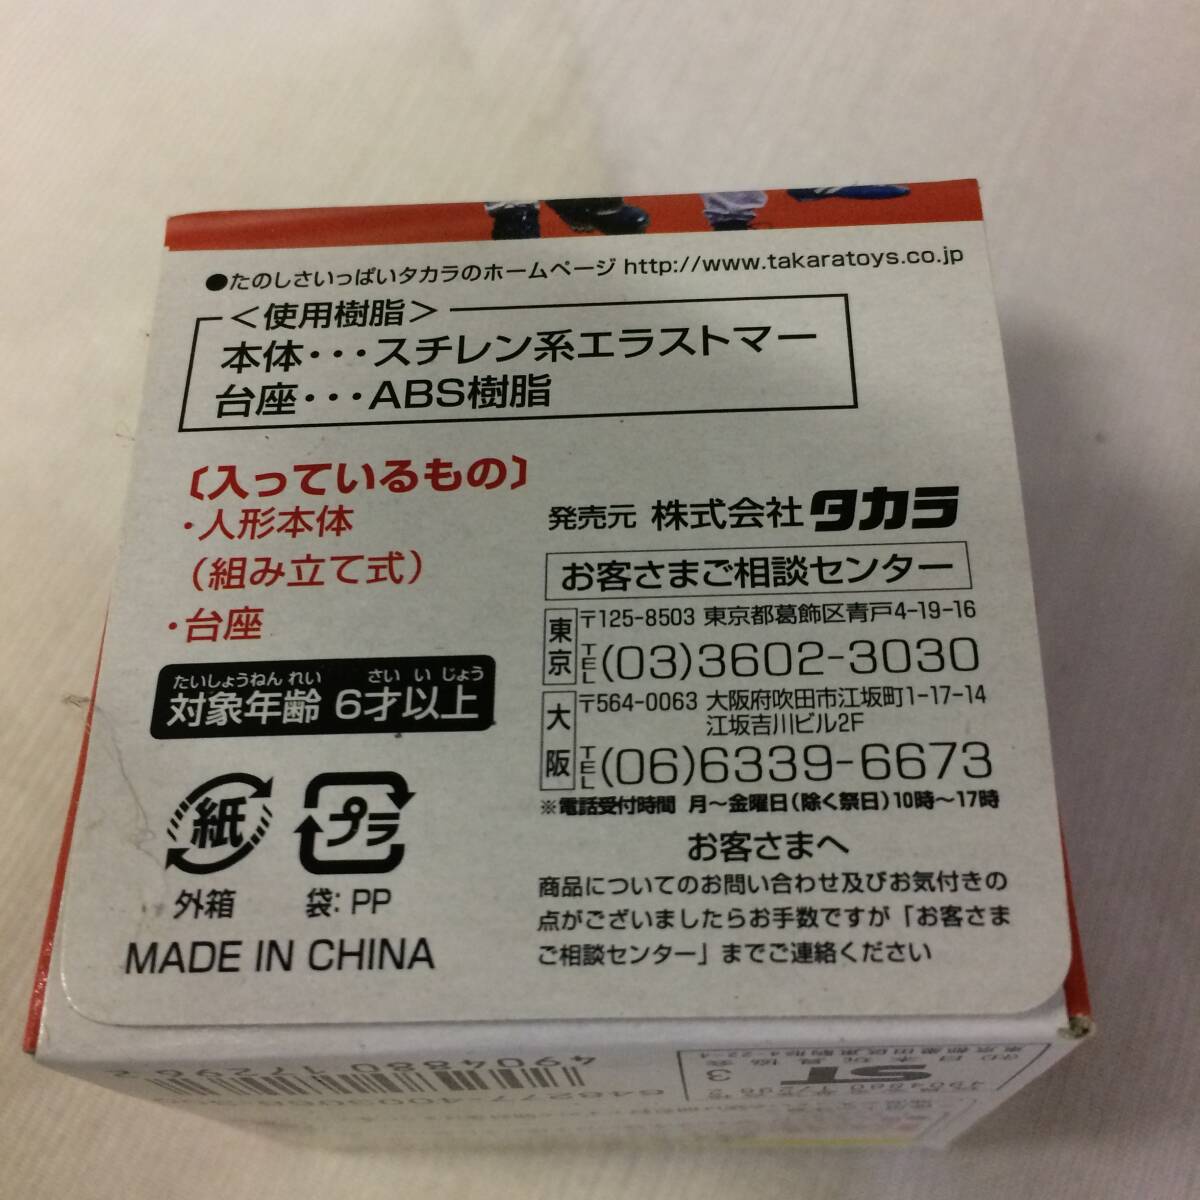 ●たのしさいっぱいタカラのホームページ http://www.takaratoys.co.jp
＜使用樹脂＞
本体・・・スチレン系エラストマー
台座・・・ABS樹脂
〔入っているもの〕
・人形本体
（組み立て式）
・台座
たいしょうねんれい さいいじょう
対象年齢 6才以上
紙
外箱
プラ
袋: PP
MADE IN CHINA
発売元 株式会社 タカラ
お客さまご相談センター
東京 〒125-8503 東京都葛飾区青戸4-19-16
TEL (03)3602-3030
大阪 〒564-0063 大阪府吹田市江坂町1-17-14
江坂吉川ビル2F
TEL (06)6339-6673
※電話受付時間 月～金曜日(除く祭日)10時～17時
お客さまへ
商品についてのお問い合わせ及びお気付きの
点がございましたらお手数ですが「お客さま
ご相談センター」までご連絡ください
4904880172962
ST
3